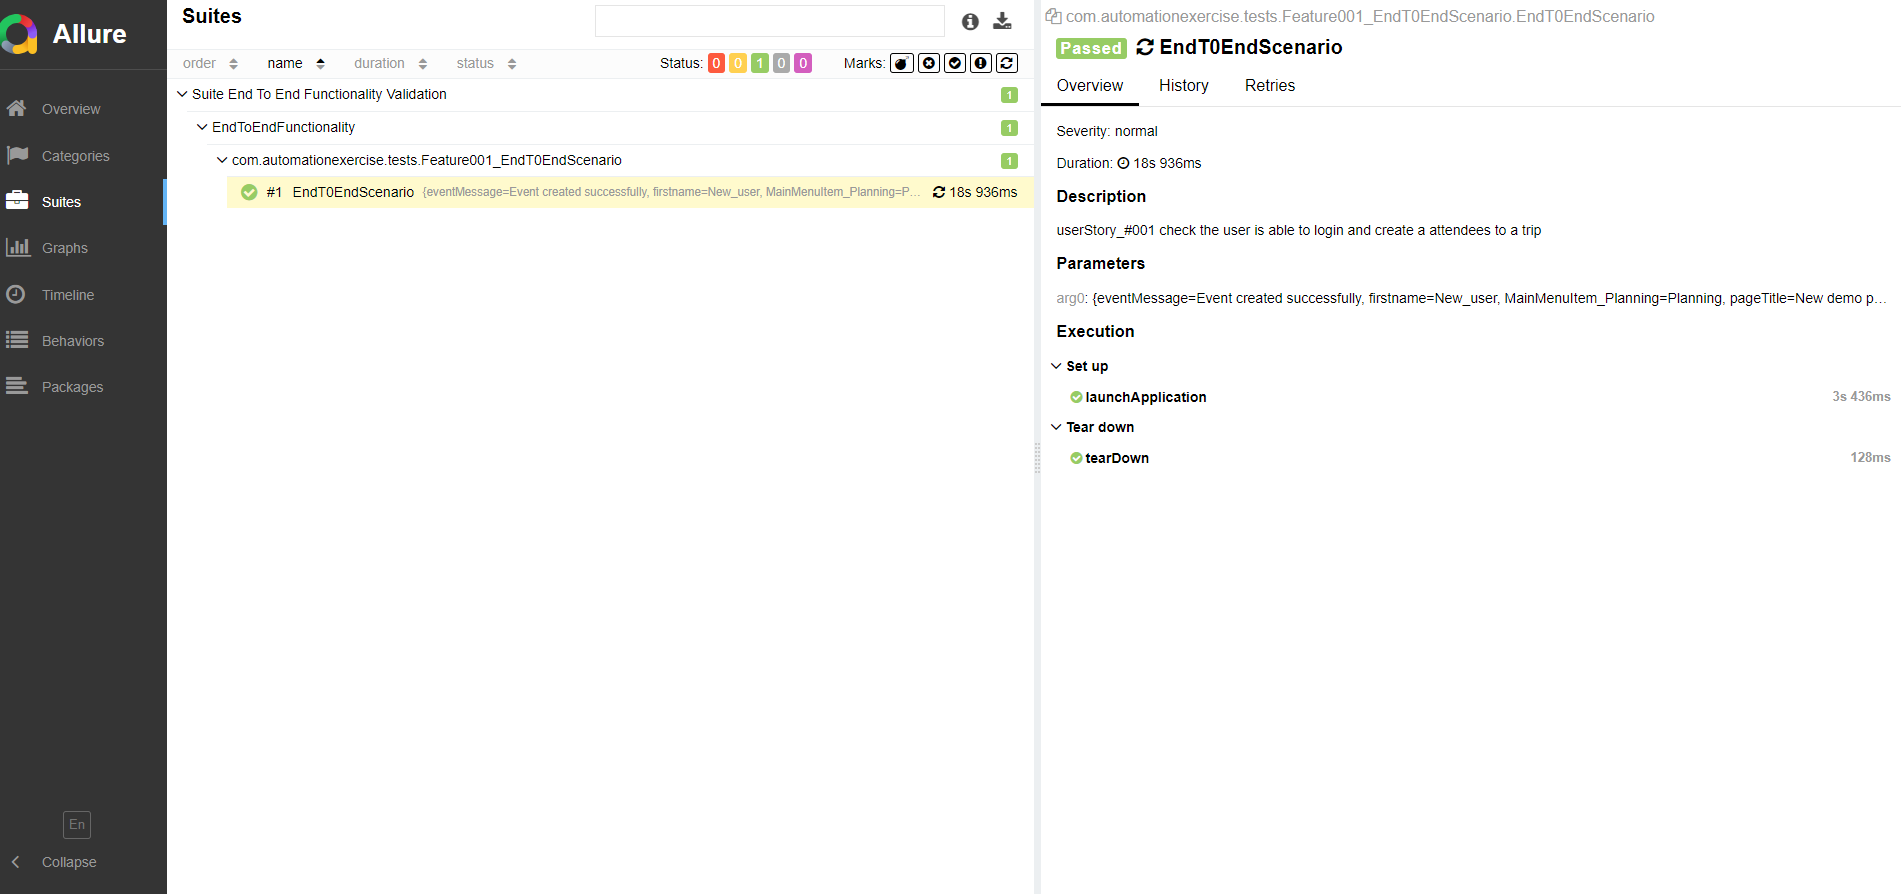 Allure
Overview
Categories
Suites
Graphs
Timeline
Behaviors
Packages
En
Collapse
Suites
order name duration status Status: 0 0 1 0 0 Marks:
Suite End To End Functionality Validation 1
EndToEndFunctionality 1
com.automationexercise.tests.Feature001_EndT0EndScenario 1
#1 EndT0EndScenario {eventMessage=Event created successfully, firstname=New_user, MainMenuItem_Planning=P... 18s 936ms
com.automationexercise.tests.Feature001_EndT0EndScenario.EndT0EndScenario
Passed EndT0EndScenario
Overview History Retries
Severity: normal
Duration: 18s 936ms
Description
userStory_#001 check the user is able to login and create a attendees to a trip
Parameters
arg0: {eventMessage=Event created successfully, firstname=New_user, MainMenuItem_Planning=Planning, pageTitle=New demo p...
Execution
Set up
launchApplication 3s 436ms
Tear down
tearDown 128ms